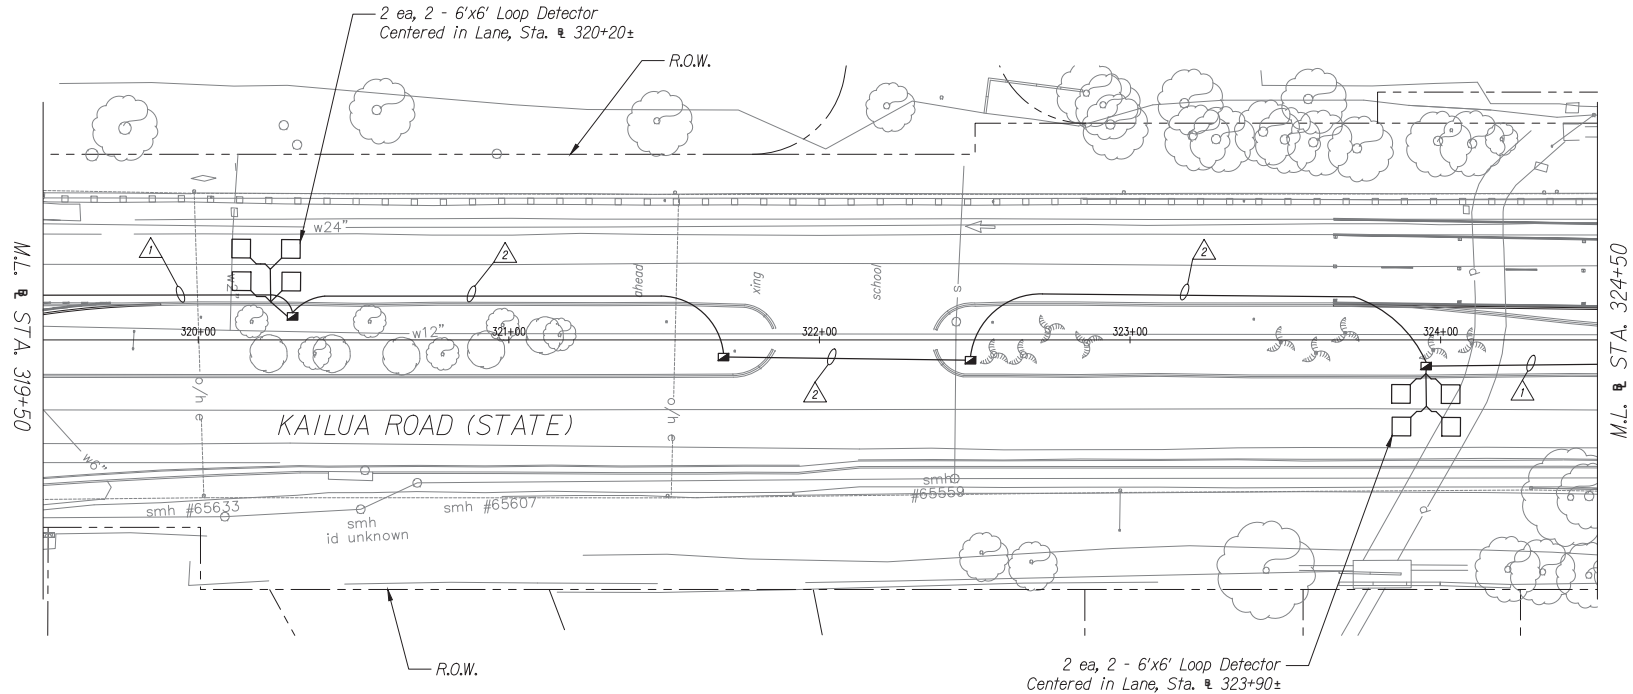 2 ea, 2 - 6'x6' Loop Detector
Centered in Lane, Sta. ℄ 320+20±
R.O.W.
w24"
1
2
2
ahead
xing
school
s
d
w2"
M.L. ℄ STA. 319+50
M.L. ℄ STA. 324+50
320+00
321+00
322+00
323+00
324+00
w12"
2
1
o/h e
o/h e
KAILUA ROAD (STATE)
w6"
smh #65633
smh
id unknown
smh #65607
smh
#65559
d
R.O.W.
2 ea, 2 - 6'x6' Loop Detector
Centered in Lane, Sta. ℄ 323+90±